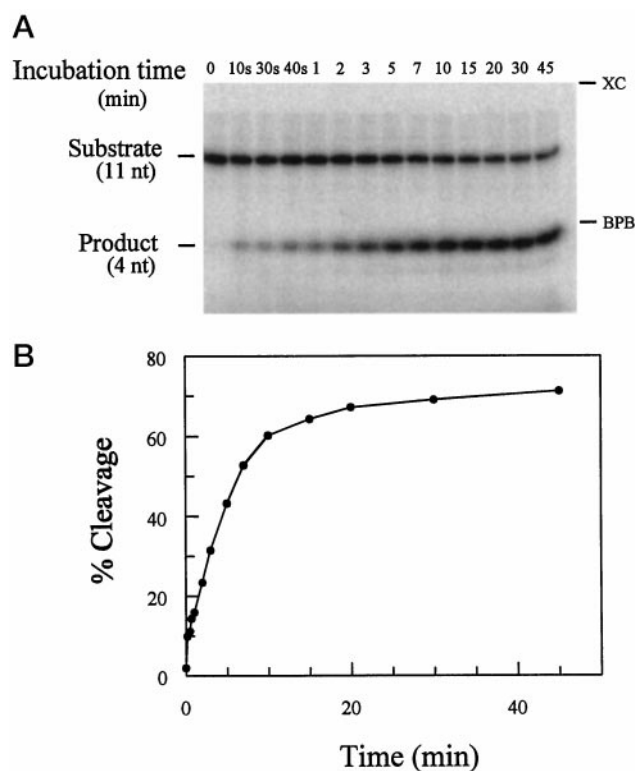 A
Incubation time 0 10s 30s 40s 1 2 3 5 7 10 15 20 30 45
(min)
XC
Substrate
(11 nt)
BPB
Product
(4 nt)
B
80
60
40
20
0
% Cleavage
0 20 40
Time (min)